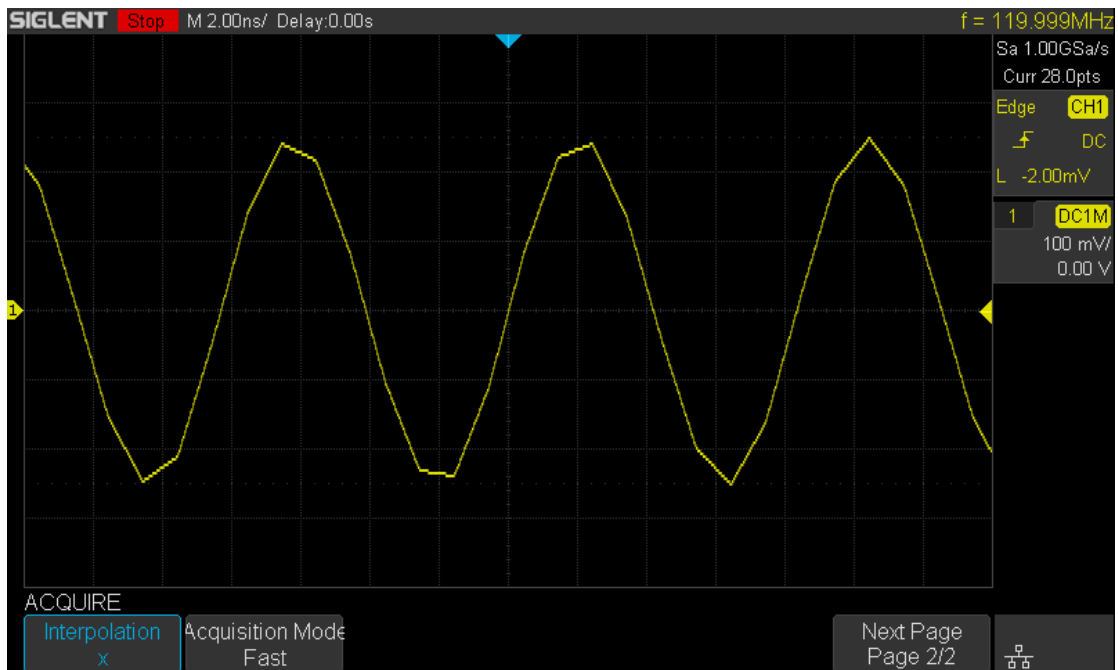 SIGLENT Stop M 2.00ns/ Delay:0.00s f = 119.999MHz
Sa 1.00GSa/s
Curr 28.0pts
Edge CH1
DC
L -2.00mV
1 DC1M
100 mV/
0.00 V
1
ACQUIRE
Interpolation
x
Acquisition Mode
Fast
Next Page
Page 2/2